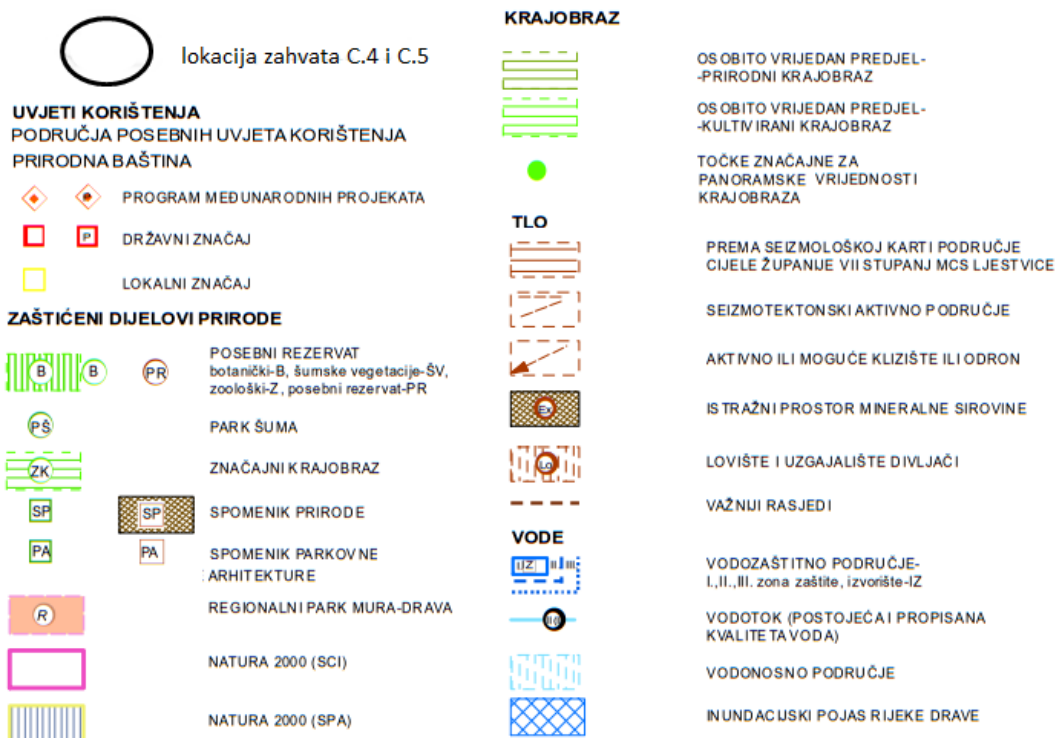 lokacija zahvata C.4 i C.5
UVJETI KORIŠTENJA
PODRUČJA POSEBNIH UVJETA KORIŠTENJA
PRIRODNA BAŠTINA
PROGRAM MEĐUNARODNIH PROJEKATA
P
DRŽAVNI ZNAČAJ
LOKALNI ZNAČAJ
ZAŠTIĆENI DIJELOVI PRIRODE
B B PR
POSEBNI REZERVAT
botanički-B, šumske vegetacije-ŠV,
zoološki-Z, posebni rezervat-PR
PŠ
PARK ŠUMA
ZK
ZNAČAJNI KRAJOBRAZ
SP SP
SPOMENIK PRIRODE
PA PA
SPOMENIK PARKOVNE
ARHITEKTURE
R
REGIONALNI PARK MURA-DRAVA
NATURA 2000 (SCI)
NATURA 2000 (SPA)
KRAJOBRAZ
OSOBITO VRIJEDAN PREDJEL-
-PRIRODNI KRAJOBRAZ
OSOBITO VRIJEDAN PREDJEL-
-KULTIVIRANI KRAJOBRAZ
TOČKE ZNAČAJNE ZA
PANORAMSKE VRIJEDNOSTI
KRAJOBRAZA
TLO
PREMA SEIZMOLOŠKOJ KARTI PODRUČJE
CIJELE ŽUPANIJE VII STUPANJ MCS LJESTVICE
SEIZMOTEKTONSKI AKTIVNO PODRUČJE
AKTIVNO ILI MOGUĆE KLIZIŠTE ILI ODRON
Ex
ISTRAŽNI PROSTOR MINERALNE SIROVINE
Lo
LOVIŠTE I UZGAJALIŠTE DIVLJAČI
VAŽNIJI RASJEDI
VODE
IZ II III
VODOZAŠTITNO PODRUČJE-
I.,II.,III. zona zaštite, izvorište-IZ
VODOTOK (POSTOJEĆA I PROPISANA
KVALITETA VODA)
VODONOSNO PODRUČJE
INUNDACIJSKI POJAS RIJEKE DRAVE